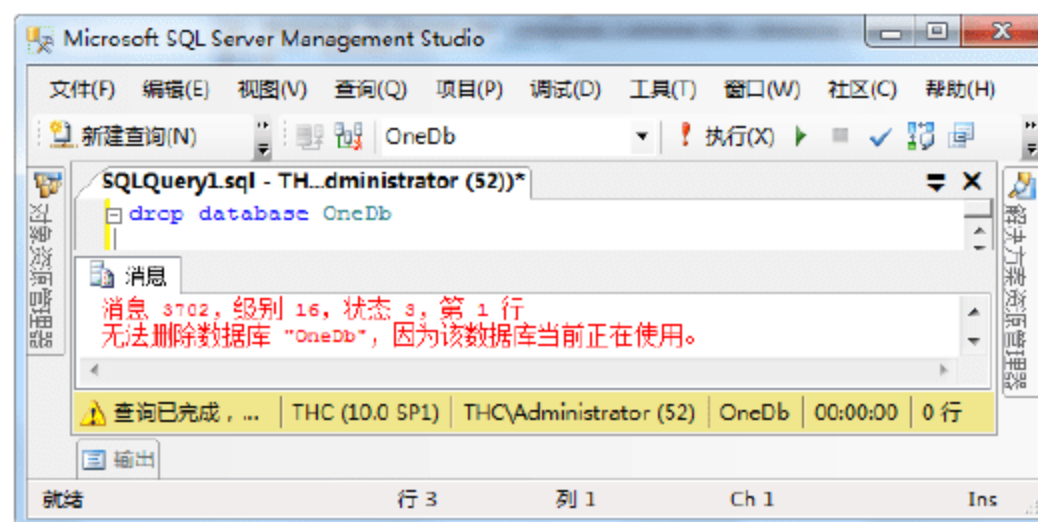 Microsoft SQL Server Management Studio
文件(F) 编辑(E) 视图(V) 查询(Q) 项目(P) 调试(D) 工具(T) 窗口(W) 社区(C) 帮助(H)
新建查询(N) OneDb 执行(X)
SQLQuery1.sql - TH...dministrator (52))*
对象资源管理器
drop database OneDb
解决方案资源管理器
消息
消息 3702，级别 16，状态 3，第 1 行
无法删除数据库 "OneDb"，因为该数据库当前正在使用。
查询已完成，... THC (10.0 SP1) THC\Administrator (52) OneDb 00:00:00 0 行
输出
就绪 行 3 列 1 Ch 1 Ins